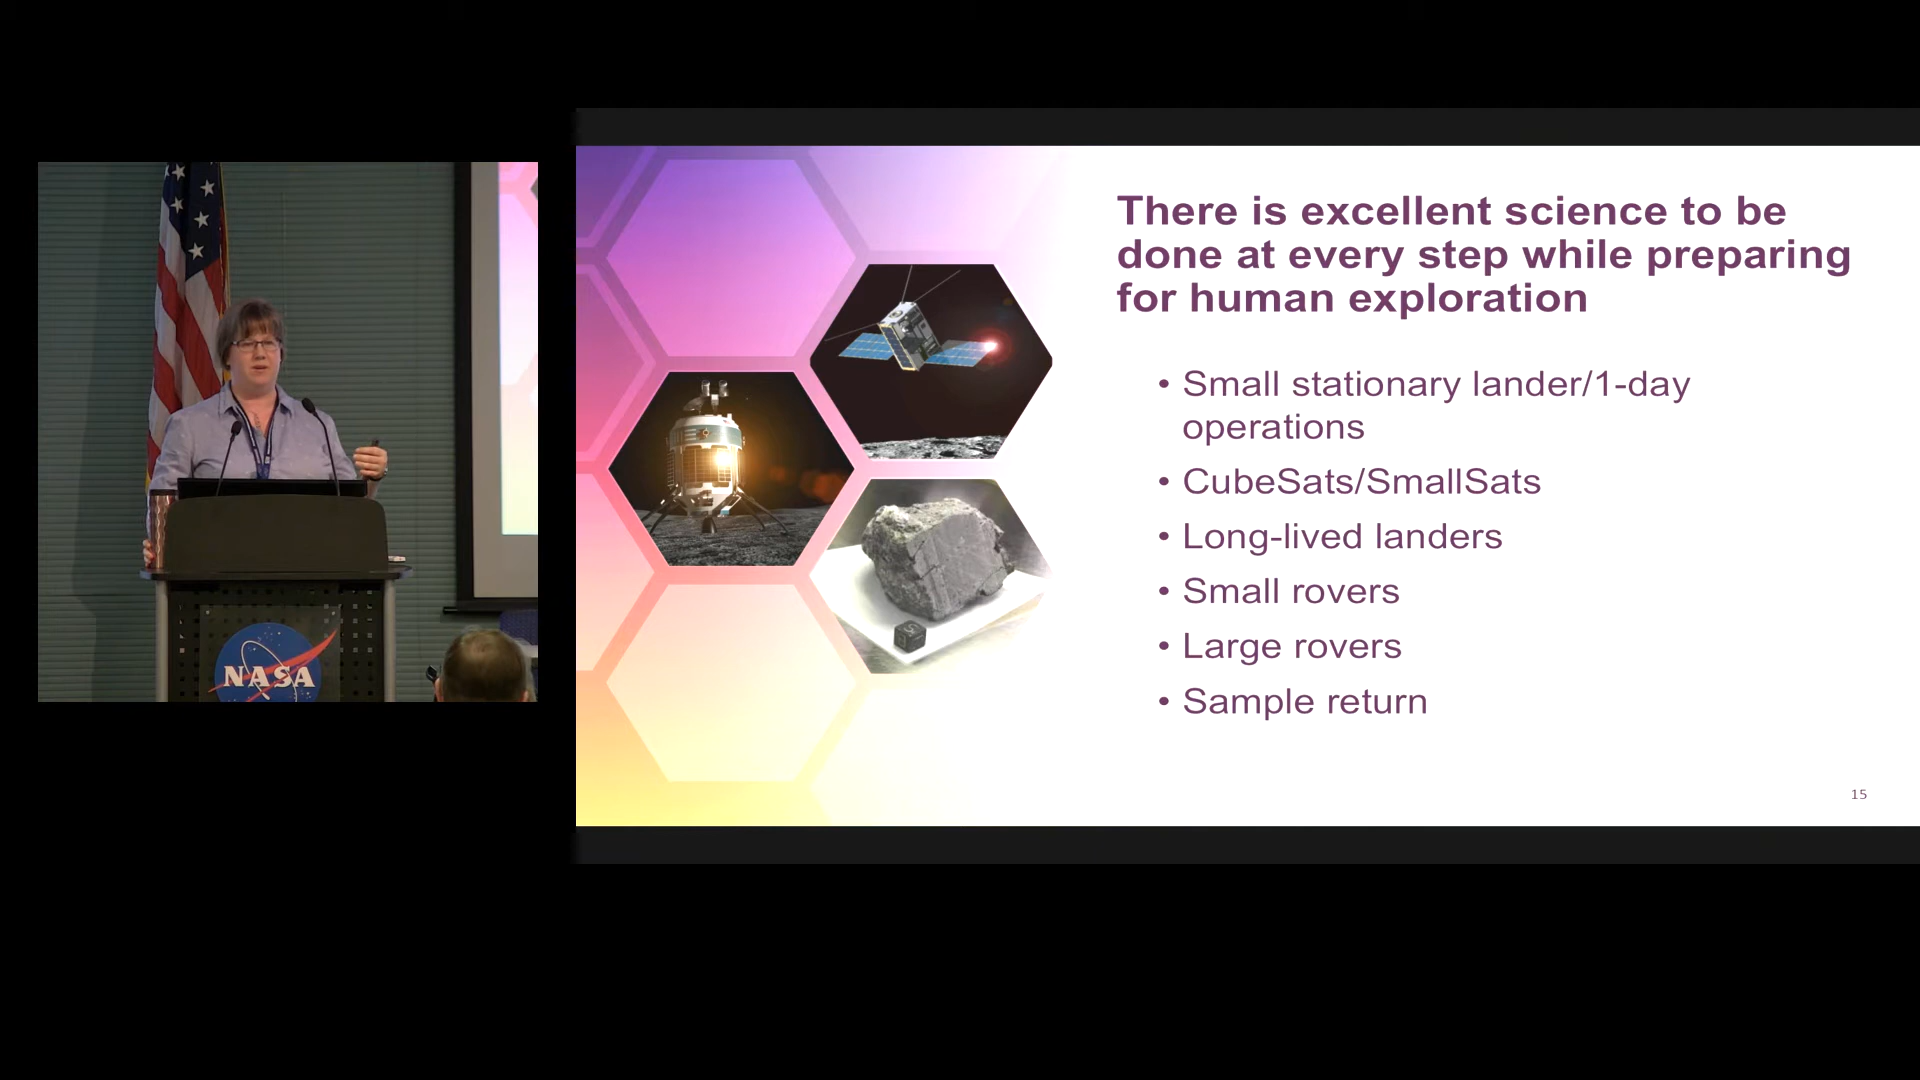 There is excellent science to be
done at every step while preparing
for human exploration
• Small stationary lander/1-day
operations
• CubeSats/SmallSats
• Long-lived landers
• Small rovers
• Large rovers
• Sample return
15
NASA